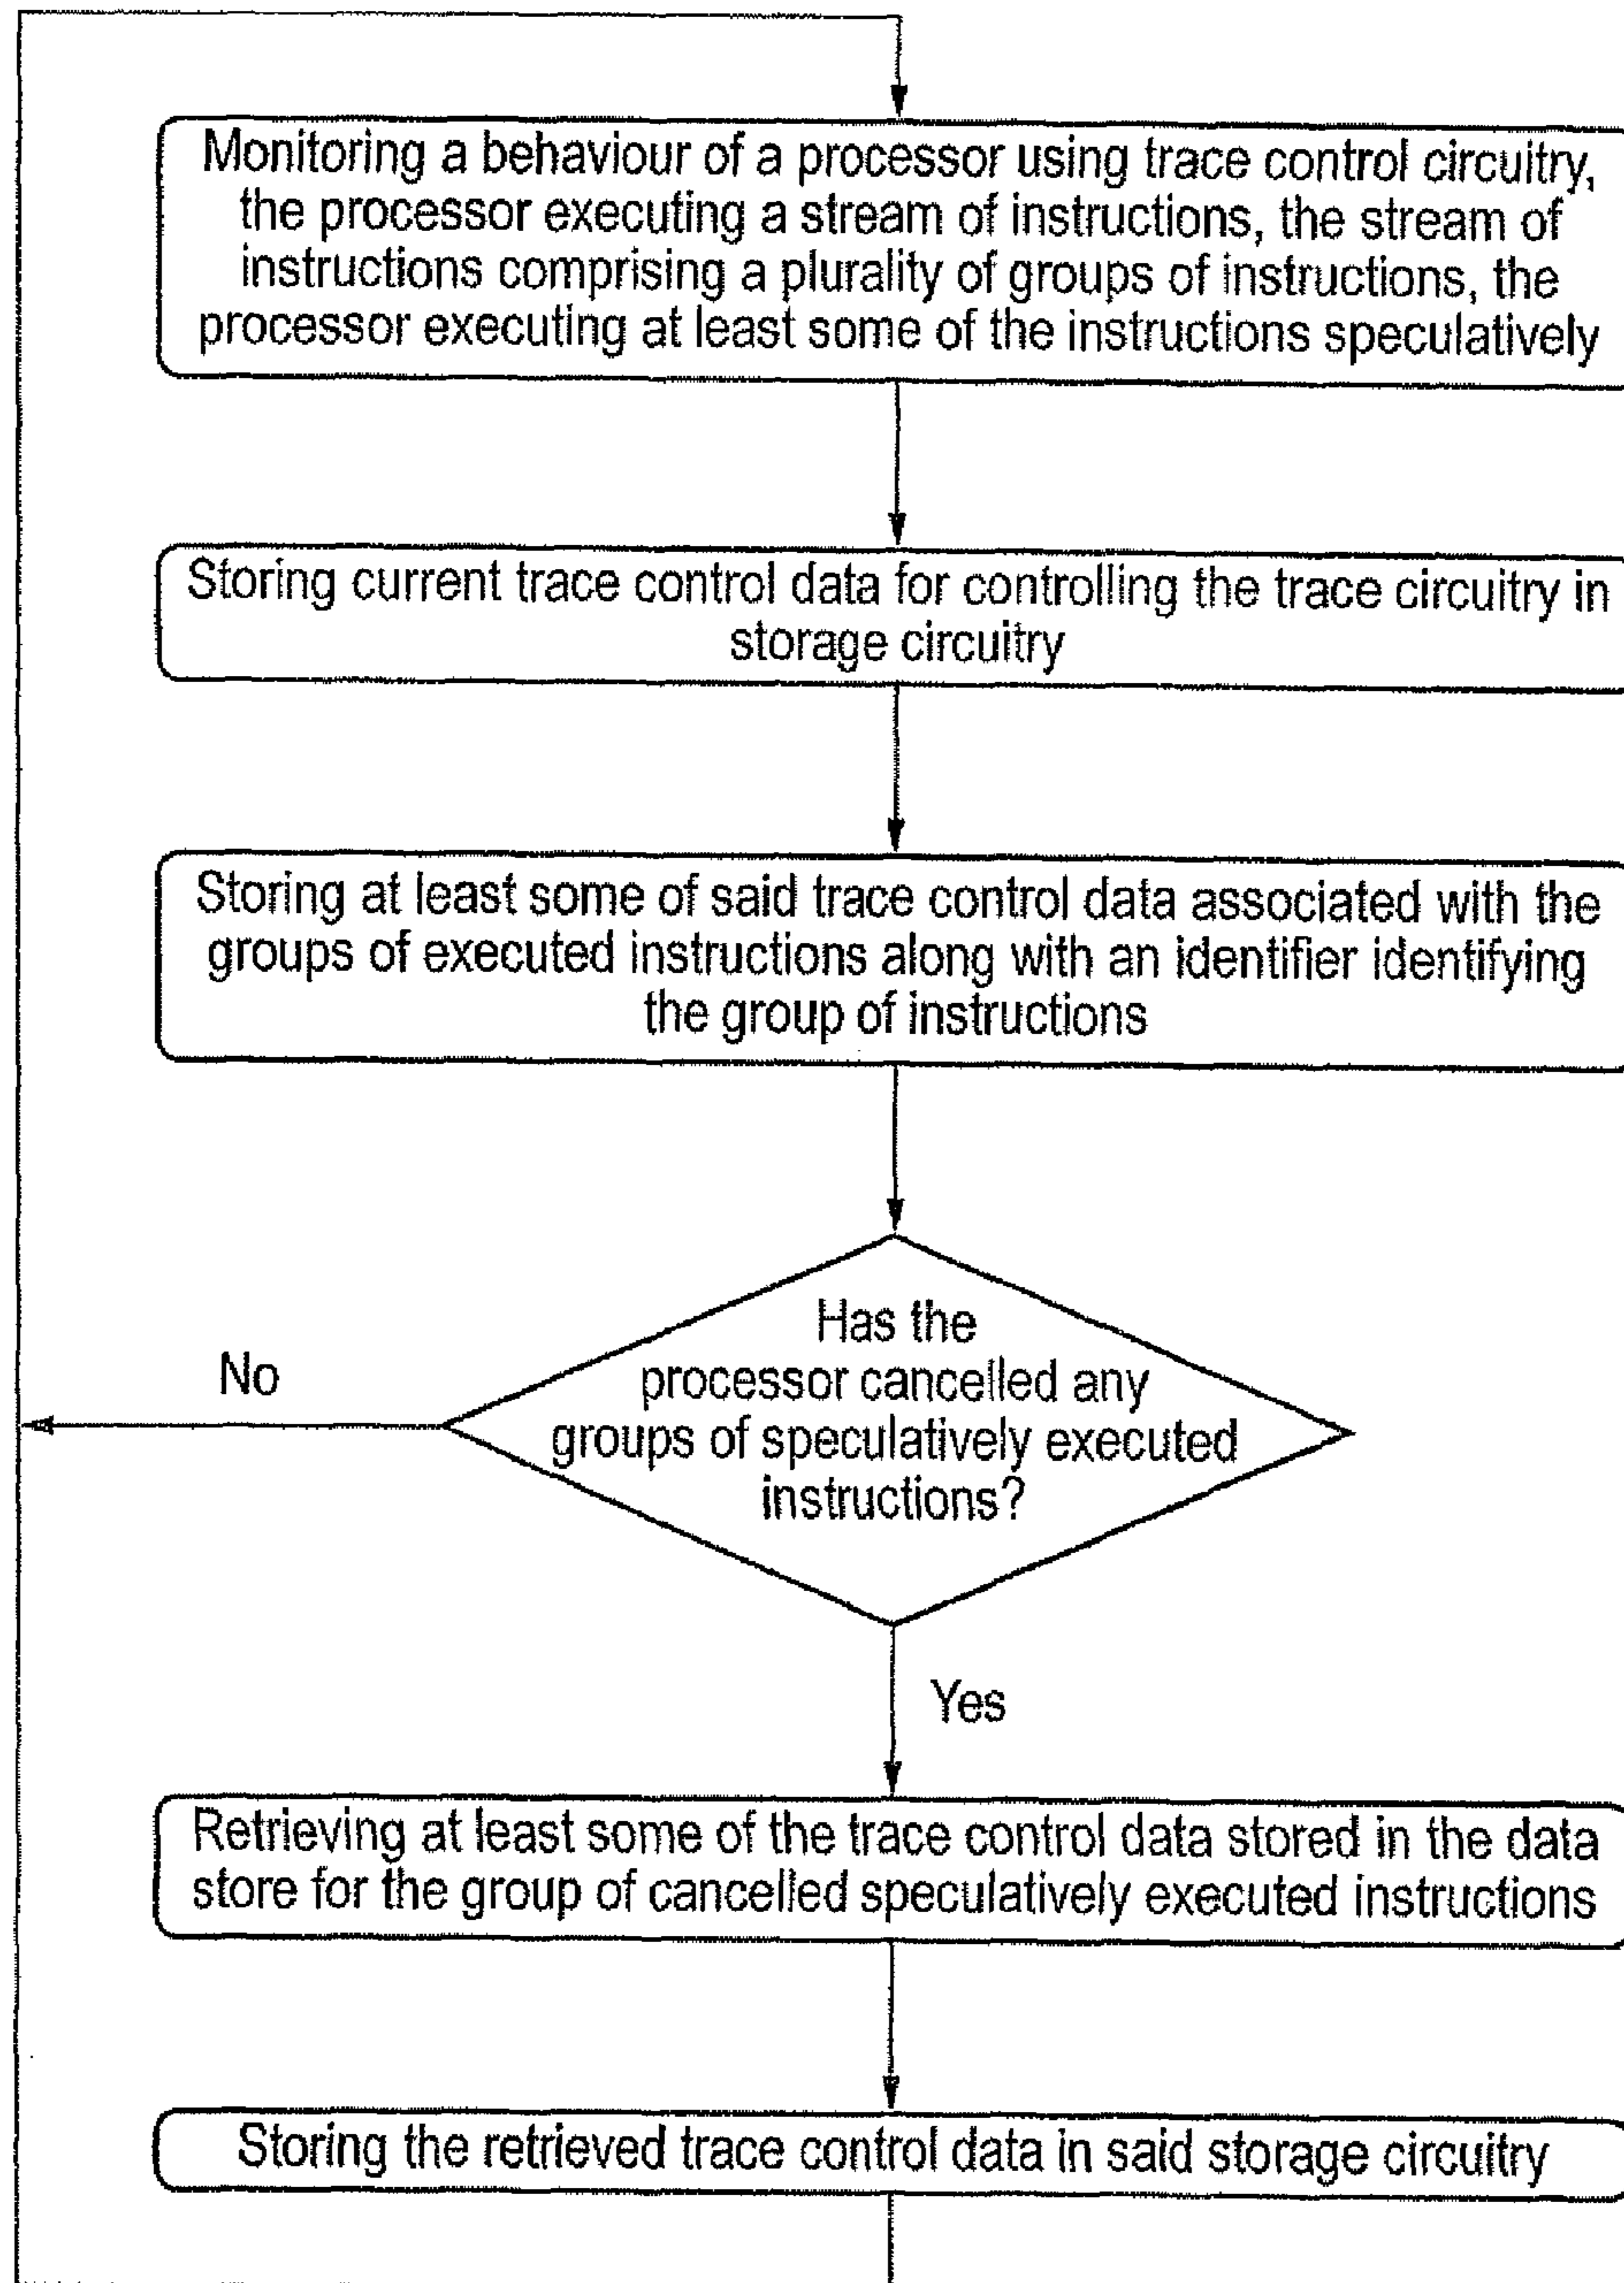 Monitoring a behaviour of a processor using trace control circuitry,
the processor executing a stream of instructions, the stream of
instructions comprising a plurality of groups of instructions, the
processor executing at least some of the instructions speculatively
Storing current trace control data for controlling the trace circuitry in
storage circuitry
Storing at least some of said trace control data associated with the
groups of executed instructions along with an identifier identifying
the group of instructions
Has the
processor cancelled any
groups of speculatively executed
instructions?
No
Yes
Retrieving at least some of the trace control data stored in the data
store for the group of cancelled speculatively executed instructions
Storing the retrieved trace control data in said storage circuitry